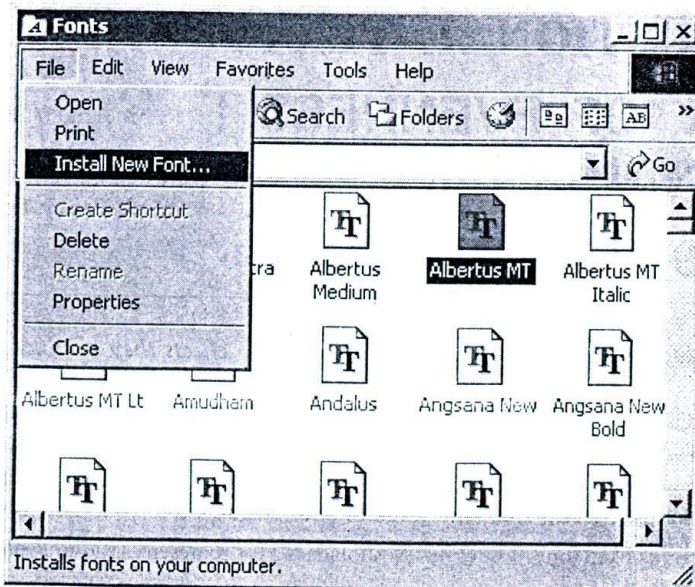 Fonts
File Edit View Favorites Tools Help
Open
Print
Install New Font...
Create Shortcut
Delete
Rename
Properties
Close
Search Folders
Go
Albertus Medium
Albertus MT
Albertus MT Italic
Albertus MT Lt
Amudham
Andalus
Angsana New
Angsana New Bold
Installs fonts on your computer.